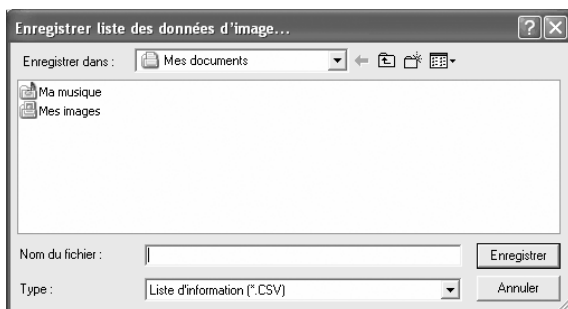 Enregistrer liste des données d'image...
Enregistrer dans :
Mes documents
Ma musique
Mes images
Nom du fichier :
Enregistrer
Type :
Liste d'information (*.CSV)
Annuler